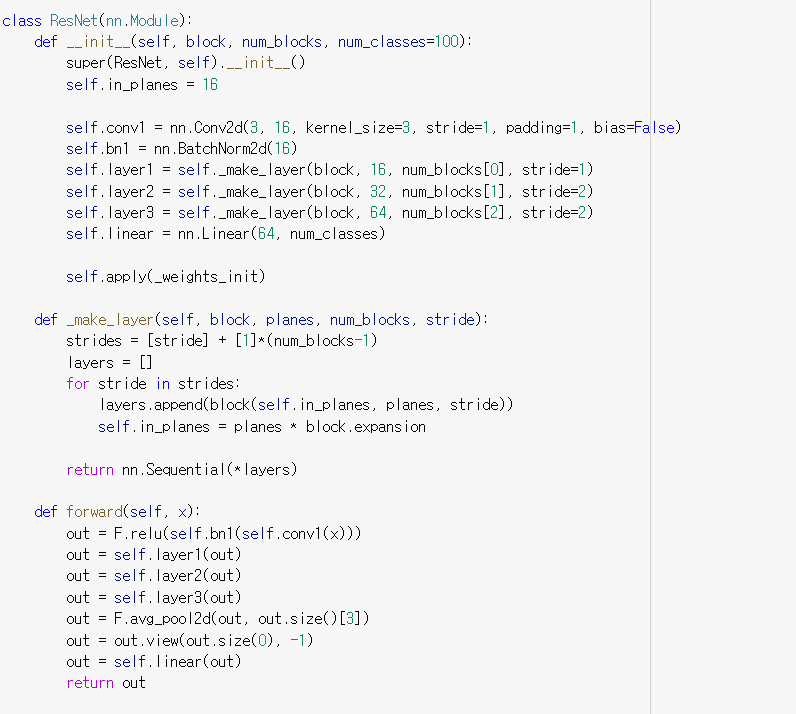 class ResNet(nn.Module):
    def __init__(self, block, num_blocks, num_classes=100):
        super(ResNet, self).__init__()
        self.in_planes = 16

        self.conv1 = nn.Conv2d(3, 16, kernel_size=3, stride=1, padding=1, bias=False)
        self.bn1 = nn.BatchNorm2d(16)
        self.layer1 = self._make_layer(block, 16, num_blocks[0], stride=1)
        self.layer2 = self._make_layer(block, 32, num_blocks[1], stride=2)
        self.layer3 = self._make_layer(block, 64, num_blocks[2], stride=2)
        self.linear = nn.Linear(64, num_classes)

        self.apply(_weights_init)

    def _make_layer(self, block, planes, num_blocks, stride):
        strides = [stride] + [1]*(num_blocks-1)
        layers = []
        for stride in strides:
            layers.append(block(self.in_planes, planes, stride))
            self.in_planes = planes * block.expansion

        return nn.Sequential(*layers)

    def forward(self, x):
        out = F.relu(self.bn1(self.conv1(x)))
        out = self.layer1(out)
        out = self.layer2(out)
        out = self.layer3(out)
        out = F.avg_pool2d(out, out.size()[3])
        out = out.view(out.size(0), -1)
        out = self.linear(out)
        return out